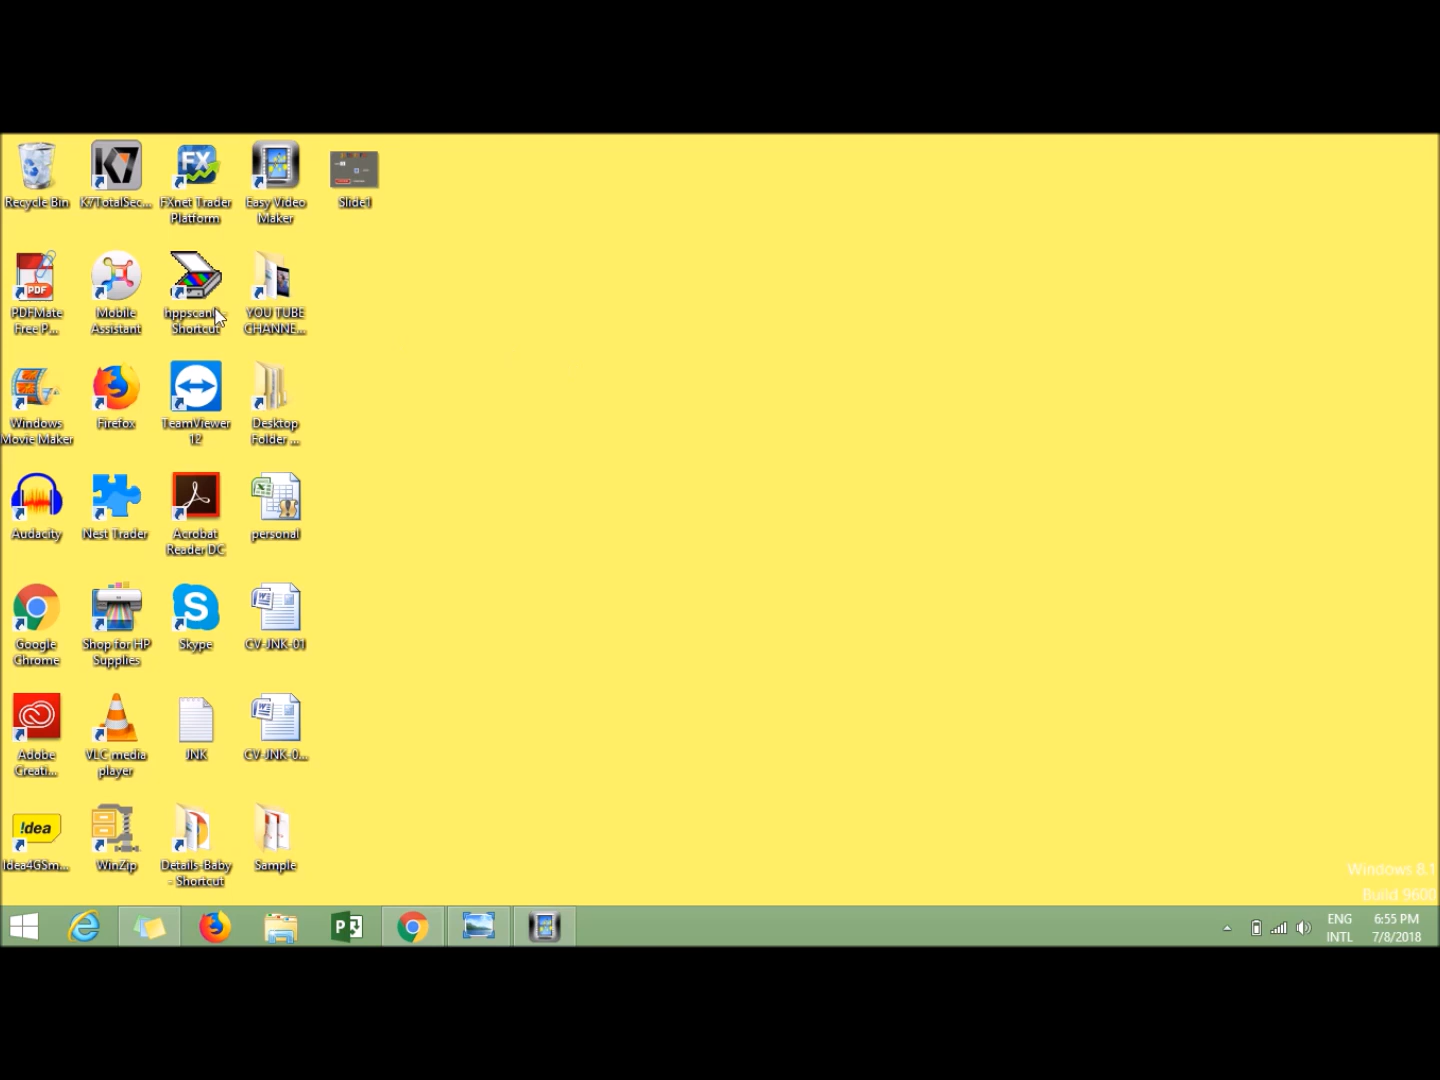 Recycle Bin
K7TotalSec...
FXnet Trader
Platform
Easy Video
Maker
Slide1
PDFMate
Free P...
Mobile
Assistant
Shortcut
YOU TUBE
CHANNE...
Windows
Movie Maker
Firefox
TeamViewer
12
Desktop
Folder ...
Audacity
Nest Trader
Acrobat
Reader DC
personal
Google
Chrome
Shop for HP
Supplies
Skype
CV-JNK-01
Adobe
Creati...
VLC media
player
JNK
CV-JNK-0...
!dea
Idea4GSm...
WinZip
Details-Baby
- Shortcut
Sample
Windows 8.1
Build 9600
ENG
INTL
6:55 PM
7/8/2018
K7
FX
PDF